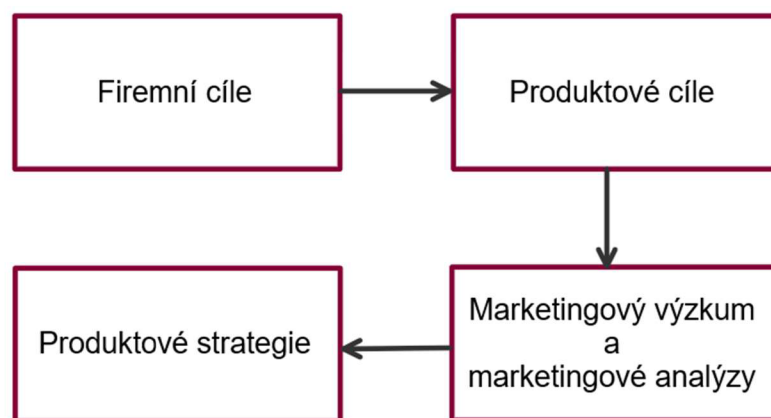 Firemní cíle
Produktové cíle
Produktové strategie
Marketingový výzkum
a
marketingové analýzy